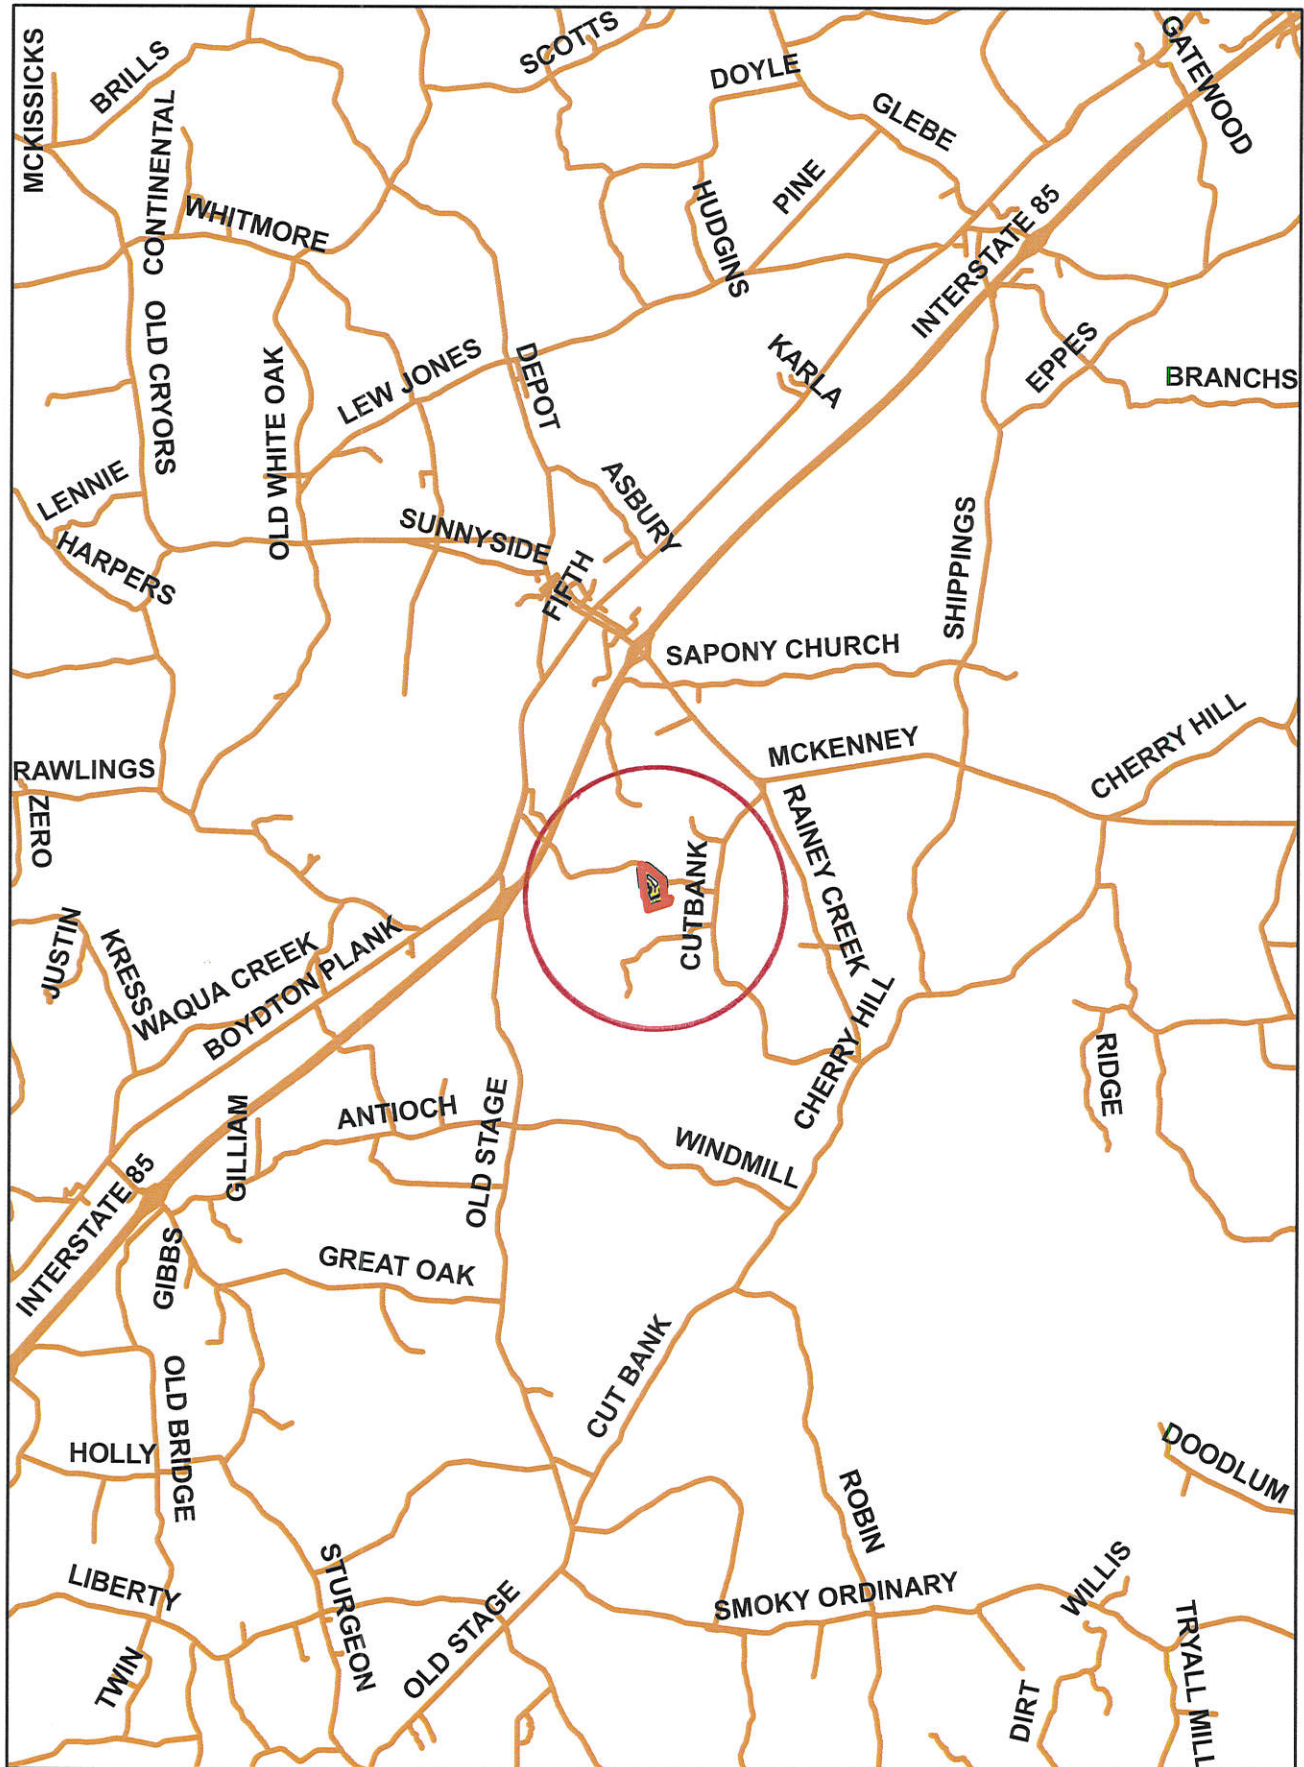 MCKISSICKS
BRILLS
SCOTTS
DOYLE
GATEWOOD
CONTINENTAL
GLEBE
WHITMORE
HUDGINS
PINE
INTERSTATE 85
OLD CRYORS
OLD WHITE OAK
LEW JONES
DEPOT
KARLA
EPPES
BRANCHS
LENNIE
HARPERS
SUNNYSIDE
ASBURY
FIFTH
SHIPPINGS
SAPONY CHURCH
RAWLINGS
ZERO
MCKENNEY
CHERRY HILL
RAINEY CREEK
CUTBANK
JUSTIN
KRESS
WAQUA CREEK
BOYDTON PLANK
CHERRY HILL
RIDGE
GILLIAM
ANTIOCH
OLD STAGE
WINDMILL
INTERSTATE 85
GIBBS
GREAT OAK
CUT BANK
OLD BRIDGE
HOLLY
ROBIN
DOODLUM
LIBERTY
STURGEON
TWIN
OLD STAGE
SMOKY ORDINARY
WILLIS
DIRT
TRYALL MILL